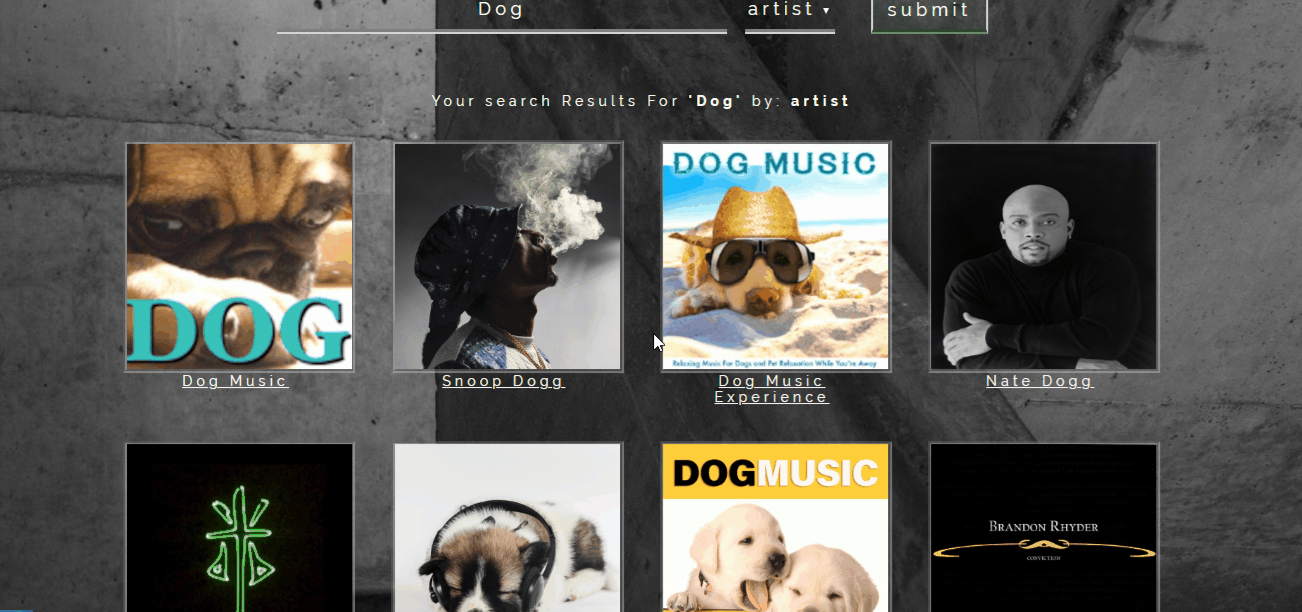 Dog
artist ▾
submit
Your search Results For 'Dog' by: artist
DOG
DOG MUSIC
Relaxing Music For Dogs and Pet Relaxation While You're Away
Dog Music
Snoop Dogg
Dog Music
Experience
Nate Dogg
DOGMUSIC
BRANDON RHYDER
CONVICTION